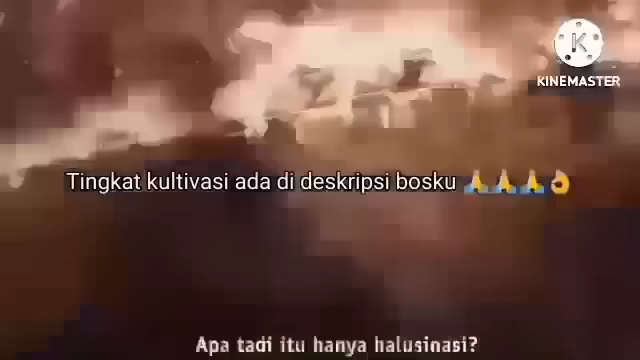 KINEMASTER
Tingkat kultivasi ada di deskripsi bosku 🙏🙏🙏👌
Apa tadi itu hanya halusinasi?